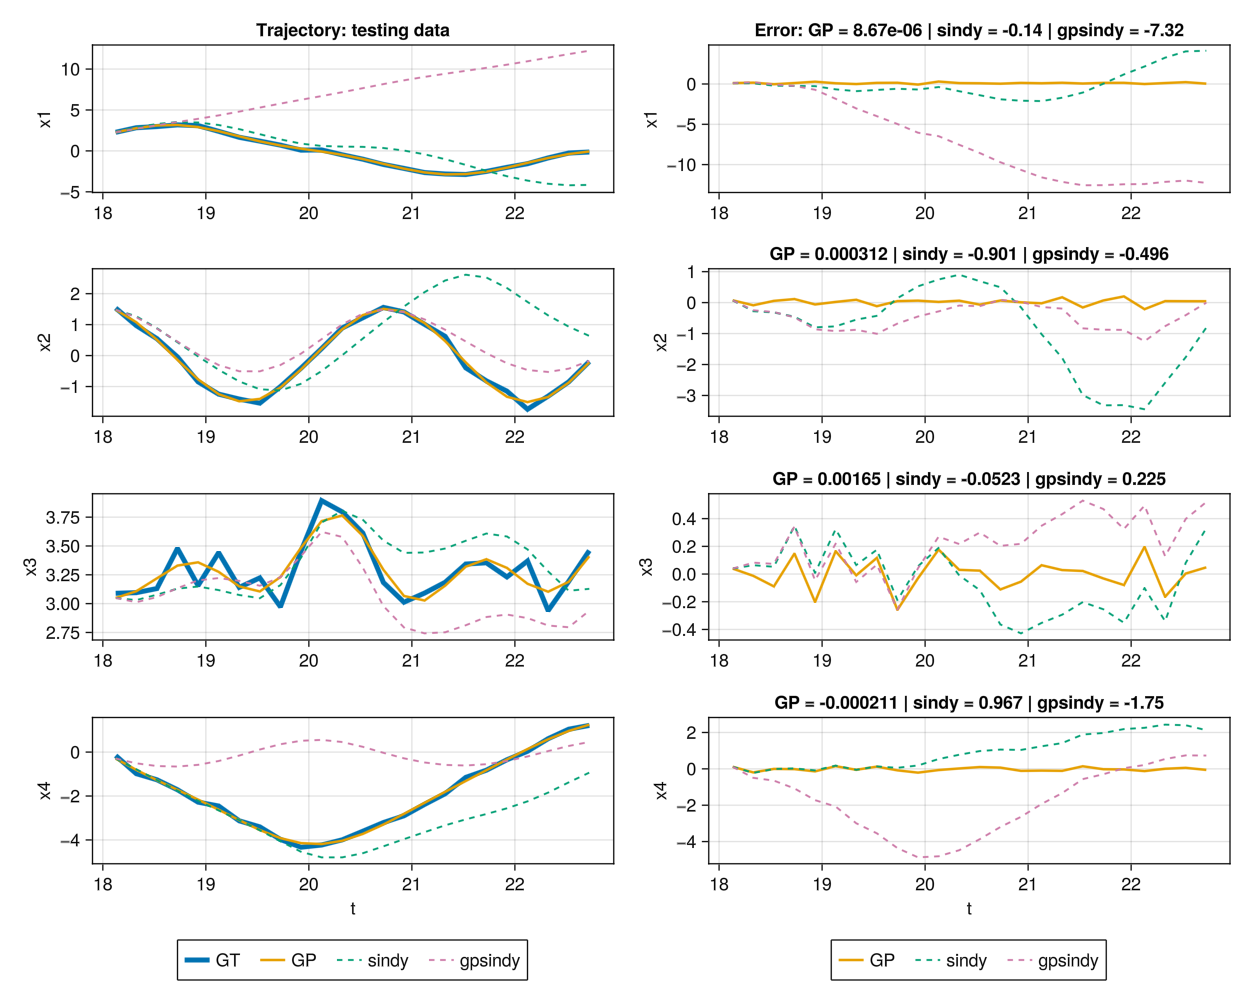 Trajectory: testing data
Error: GP = 8.67e-06 | sindy = -0.14 | gpsindy = -7.32
x1
10
5
0
−5
18 19 20 21 22
x1
0
−5
−10
18 19 20 21 22
GP = 0.000312 | sindy = -0.901 | gpsindy = -0.496
x2
2
1
0
−1
18 19 20 21 22
x2
1
0
−1
−2
−3
18 19 20 21 22
GP = 0.00165 | sindy = -0.0523 | gpsindy = 0.225
x3
3.75
3.50
3.25
3.00
2.75
18 19 20 21 22
x3
0.4
0.2
0.0
−0.2
−0.4
18 19 20 21 22
GP = -0.000211 | sindy = 0.967 | gpsindy = -1.75
x4
0
−2
−4
18 19 20 21 22
t
x4
2
0
−2
−4
18 19 20 21 22
t
GT GP sindy gpsindy
GP sindy gpsindy